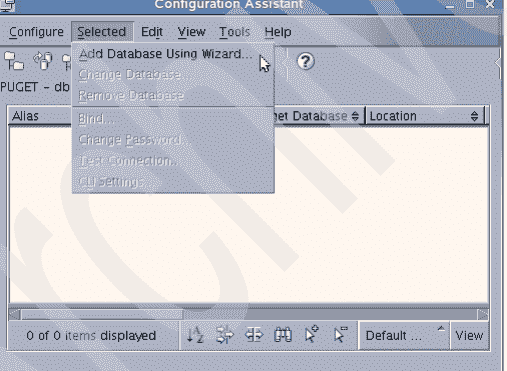 Configuration Assistant
Configure Selected Edit View Tools Help
Add Database Using Wizard...
Change Database...
Remove Database
PUGET - db
Alias
net Database
Location
Bind...
Change Password...
Test Connection...
CLI Settings...
0 of 0 items displayed
Default ...
View